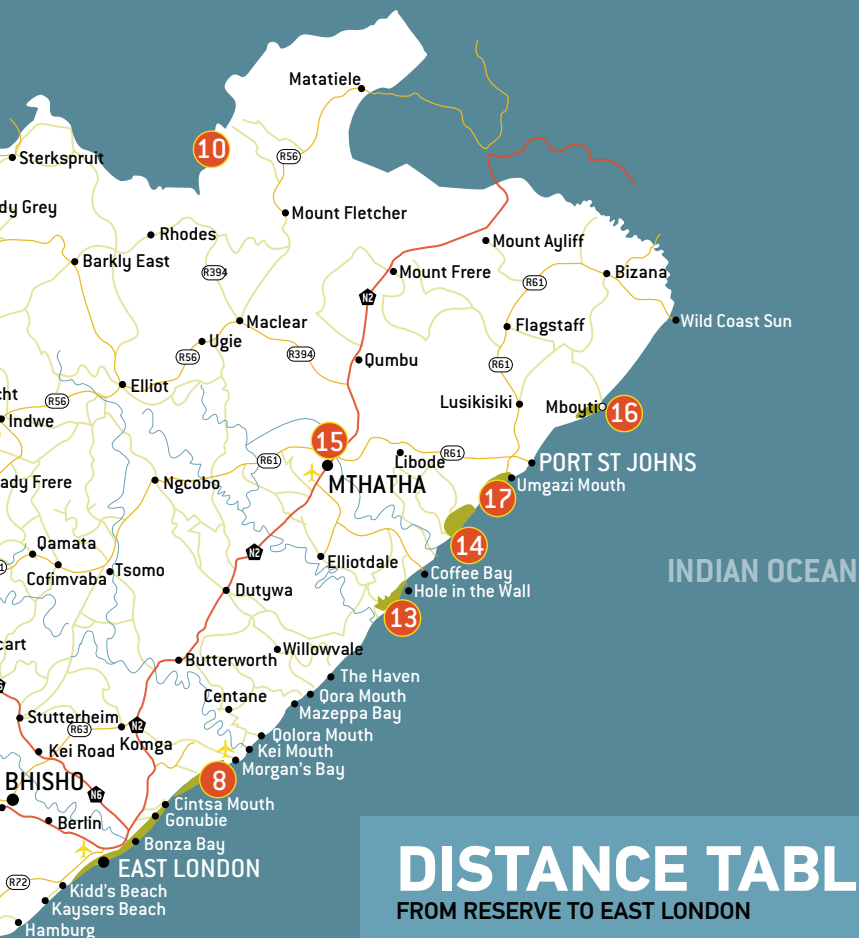 Matatiele
10
R56
Sterkspruit
dy Grey
Mount Fletcher
Rhodes
Mount Ayliff
Barkly East
R394
Mount Frere
R61
Bizana
N2
Maclear
Flagstaff
Wild Coast Sun
Ugie
R56
R394
Qumbu
R61
Elliot
ht
R56
Lusikisiki
Mboyti
16
Indwe
15
R61
Libode
R61
PORT ST JOHNS
ady Frere
Ngcobo
MTHATHA
Umgazi Mouth
17
Qamata
N2
14
Elliotdale
INDIAN OCEAN
Cofimvaba
Tsomo
Coffee Bay
Dutywa
Hole in the Wall
13
cart
Willowvale
Butterworth
The Haven
Centane
Qora Mouth
Mazeppa Bay
Stutterheim
R63
N2
Komga
Qolora Mouth
Kei Road
Kei Mouth
Morgan's Bay
BHISHO
8
N6
Cintsa Mouth
Berlin
Gonubie
Bonza Bay
EAST LONDON
R72
Kidd's Beach
Kaysers Beach
Hamburg
DISTANCE TABL
FROM RESERVE TO EAST LONDON